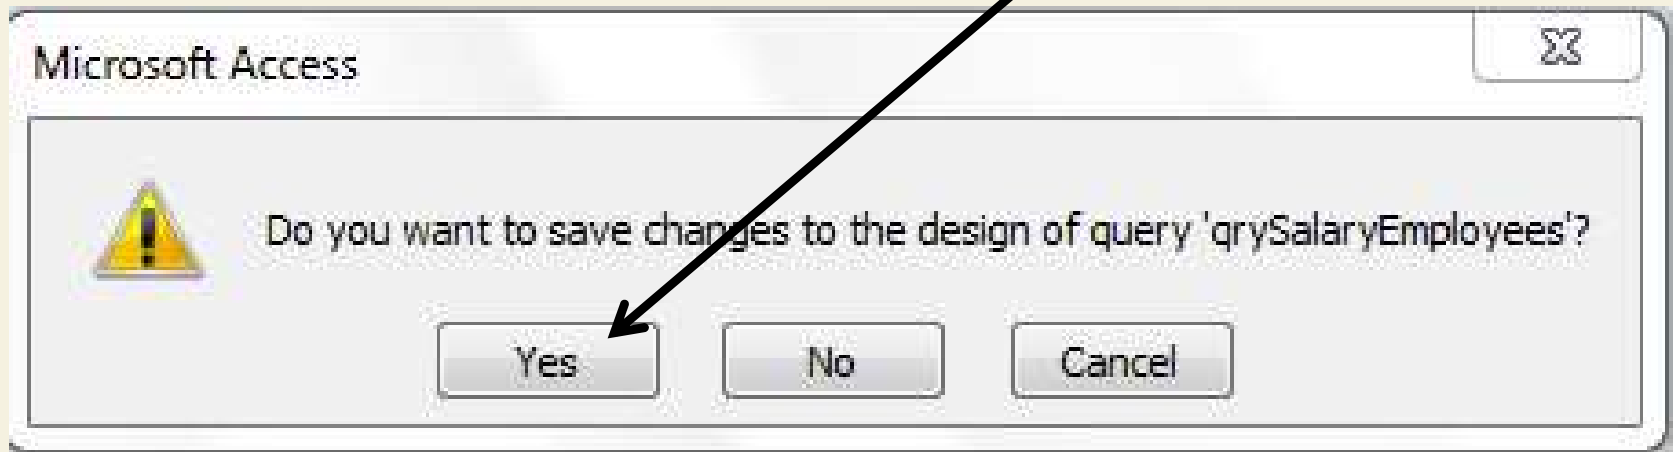 Microsoft Access
Do you want to save changes to the design of query 'qrySalaryEmployees'?
Yes No Cancel